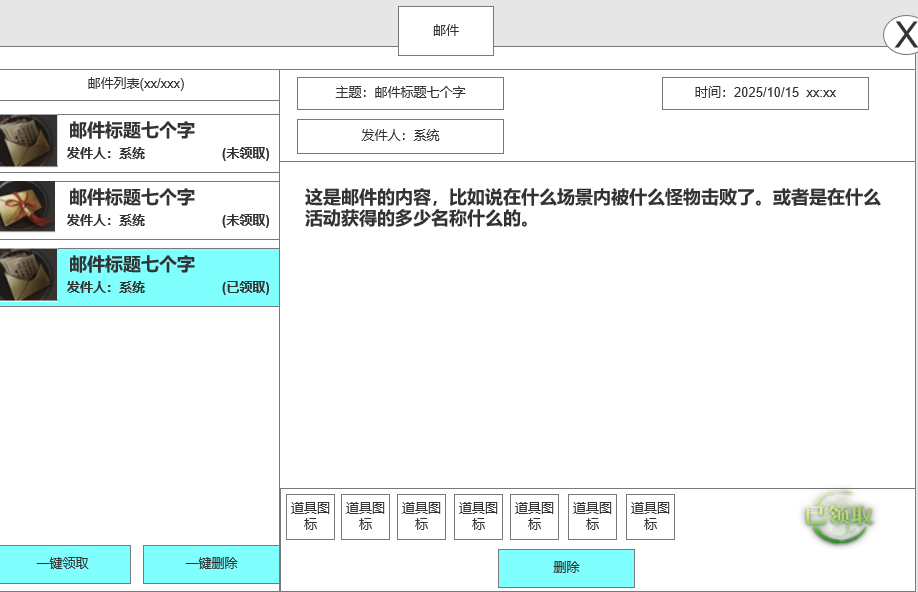 邮件
X
邮件列表(xx/xxx)
邮件标题七个字
发件人：系统 (未领取)
邮件标题七个字
发件人：系统 (未领取)
邮件标题七个字
发件人：系统 (已领取)
一键领取 一键删除
主题：邮件标题七个字 时间：2025/10/15 xx:xx
发件人：系统
这是邮件的内容，比如说在什么场景内被什么怪物击败了。或者是在什么
活动获得的多少名称什么的。
道具图 道具图 道具图 道具图 道具图 道具图 道具图
标 标 标 标 标 标 标
已领取
删除